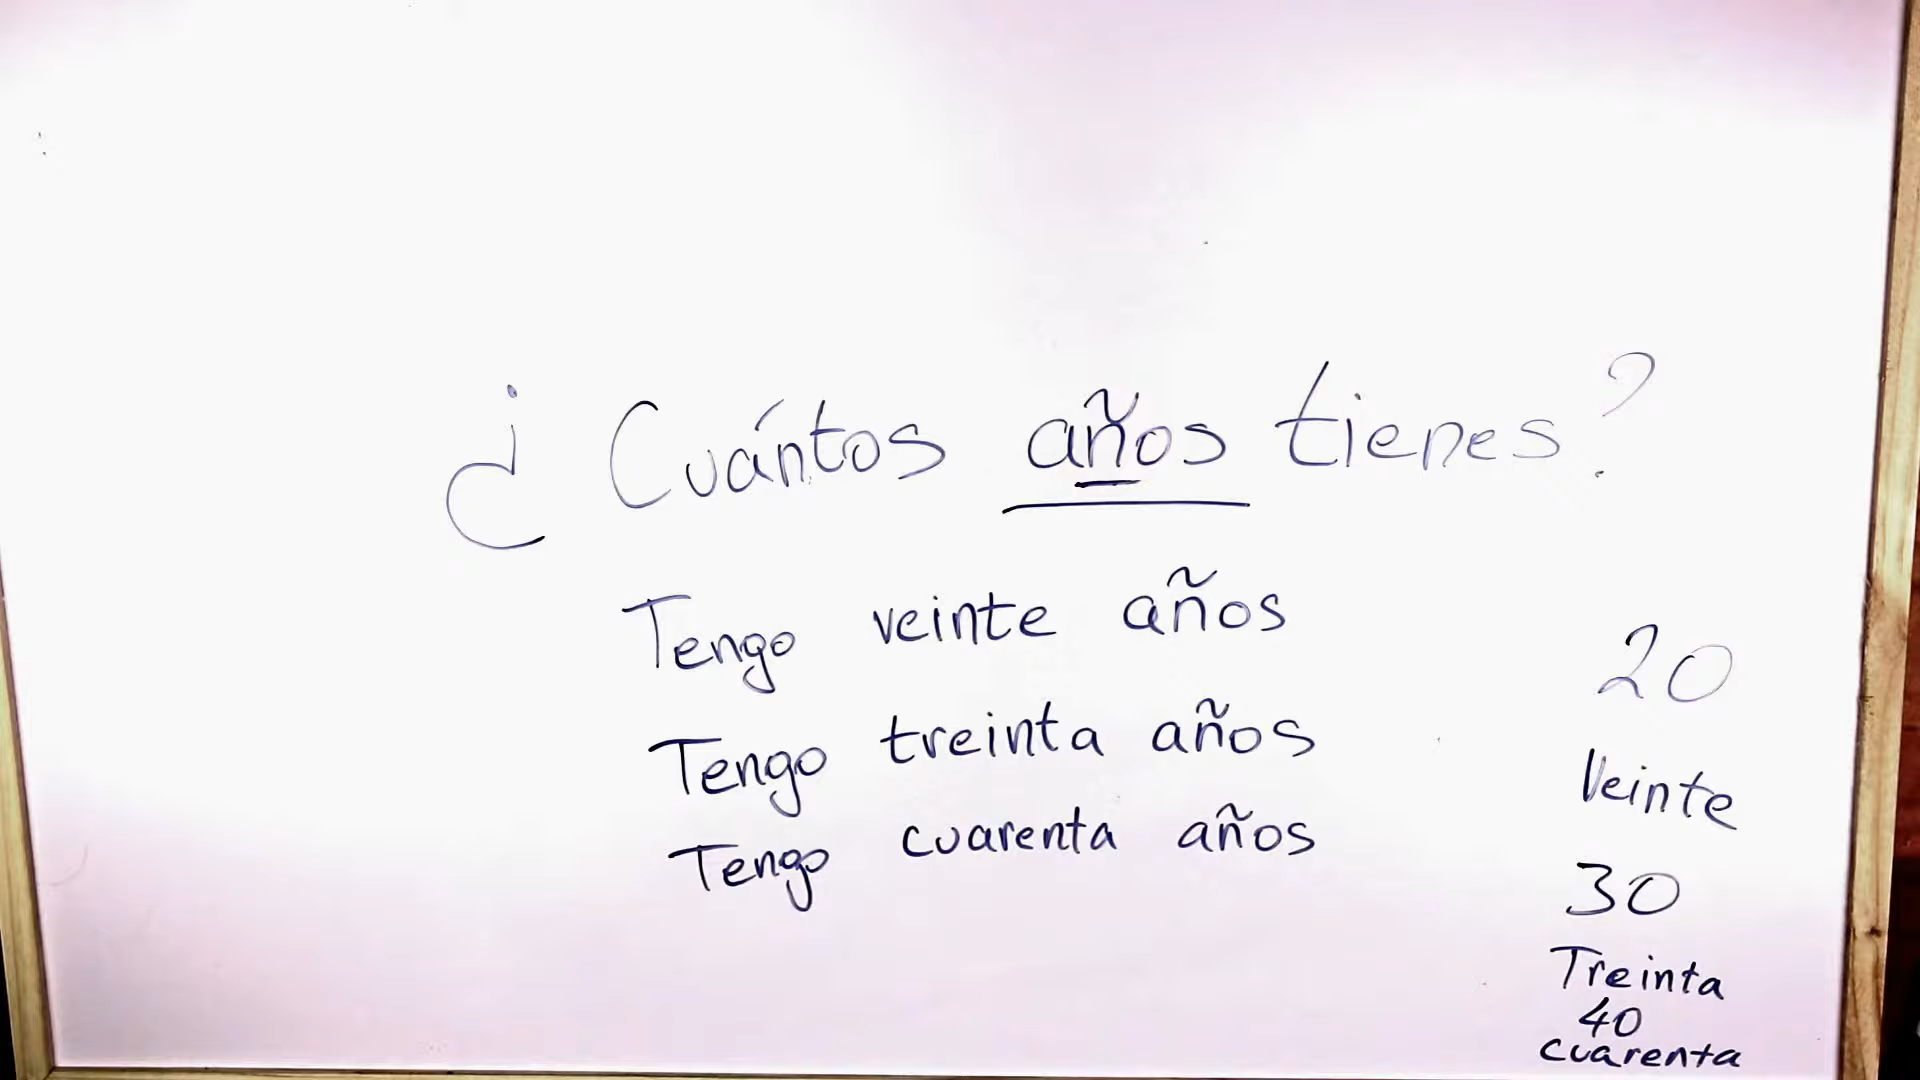 ¿Cuántos años tienes?
Tengo veinte años
Tengo treinta años
Tengo cuarenta años
20
Veinte
30
Treinta
40
cuarenta